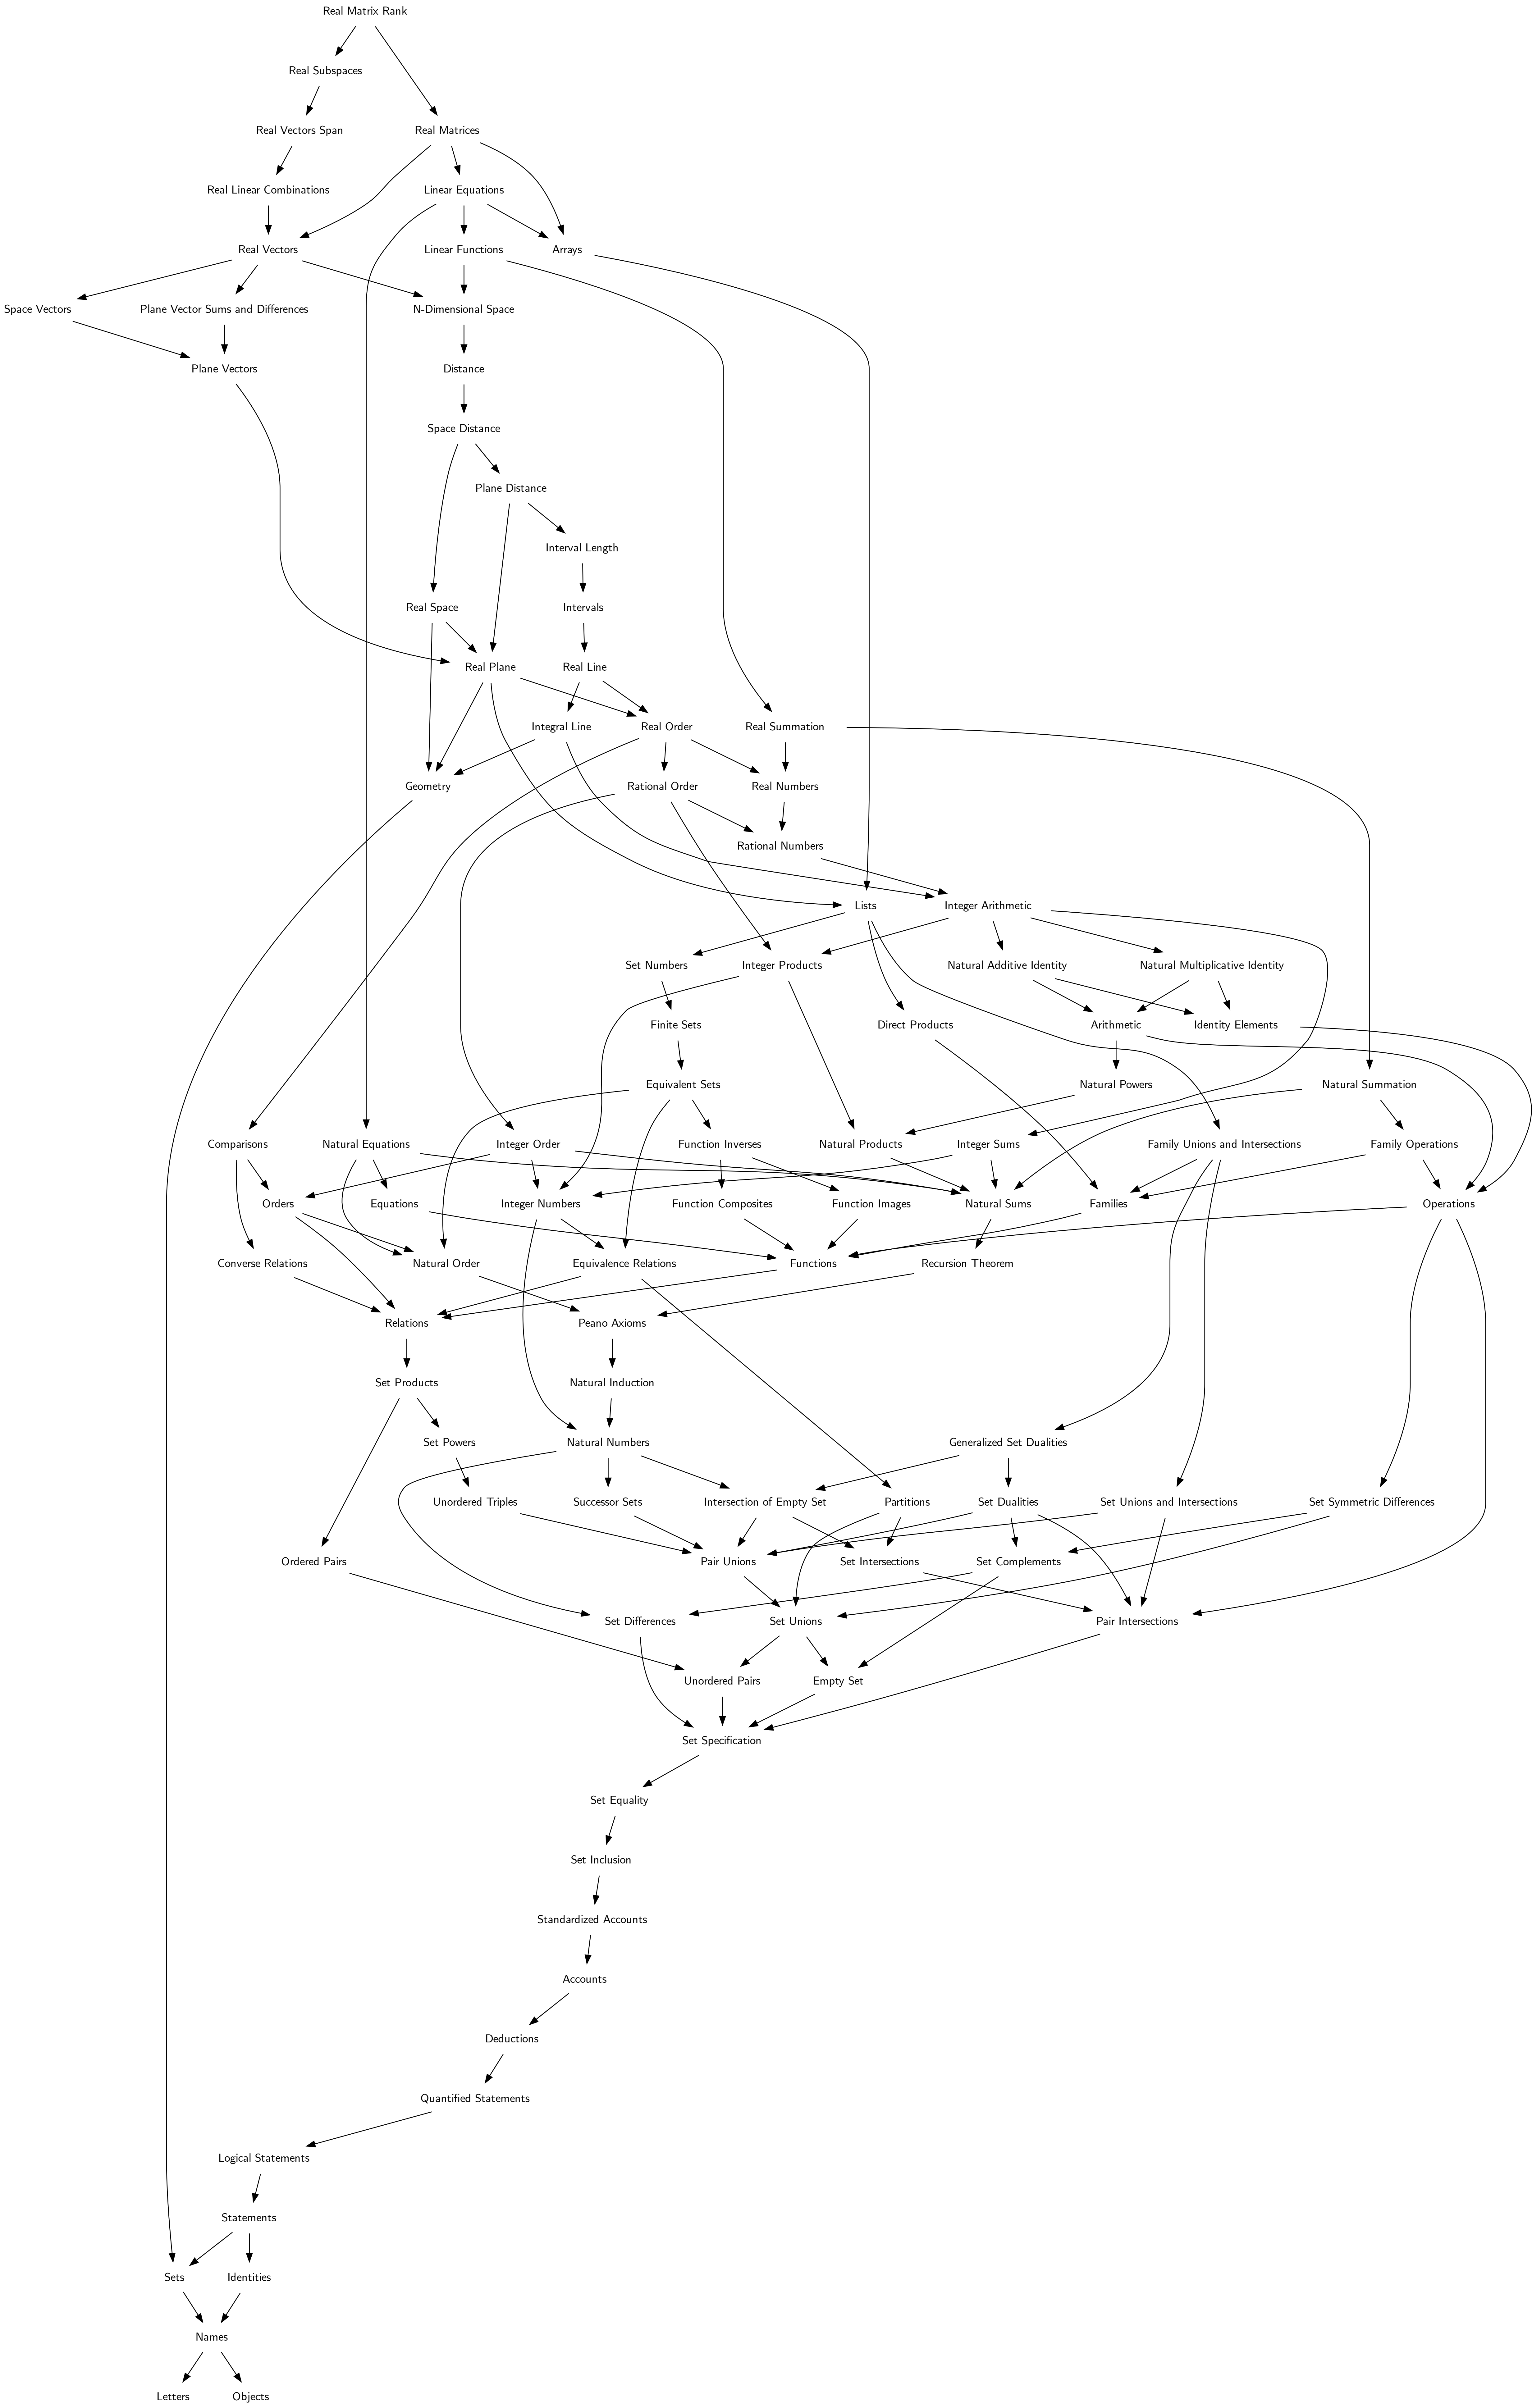 Real Matrix Rank
Real Subspaces
Real Vectors Span
Real Matrices
Real Linear Combinations
Linear Equations
Real Vectors
Linear Functions
Arrays
Space Vectors
Plane Vector Sums and Differences
N-Dimensional Space
Plane Vectors
Distance
Space Distance
Plane Distance
Interval Length
Real Space
Intervals
Real Plane
Real Line
Integral Line
Real Order
Real Summation
Geometry
Rational Order
Real Numbers
Rational Numbers
Lists
Integer Arithmetic
Set Numbers
Integer Products
Natural Additive Identity
Natural Multiplicative Identity
Finite Sets
Direct Products
Arithmetic
Identity Elements
Equivalent Sets
Natural Powers
Natural Summation
Comparisons
Natural Equations
Integer Order
Function Inverses
Natural Products
Integer Sums
Family Unions and Intersections
Family Operations
Orders
Equations
Integer Numbers
Function Composites
Function Images
Natural Sums
Families
Operations
Converse Relations
Natural Order
Equivalence Relations
Functions
Recursion Theorem
Relations
Peano Axioms
Set Products
Natural Induction
Set Powers
Natural Numbers
Generalized Set Dualities
Unordered Triples
Successor Sets
Intersection of Empty Set
Partitions
Set Dualities
Set Unions and Intersections
Set Symmetric Differences
Ordered Pairs
Pair Unions
Set Intersections
Set Complements
Set Differences
Set Unions
Pair Intersections
Unordered Pairs
Empty Set
Set Specification
Set Equality
Set Inclusion
Standardized Accounts
Accounts
Deductions
Quantified Statements
Logical Statements
Statements
Sets
Identities
Names
Letters
Objects